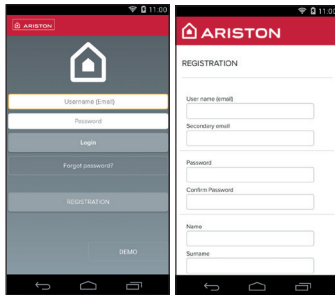 11:00
ARISTON
Username (Email)
Password
Login
Forgot password?
REGISTRATION
DEMO
11:00
ARISTON
REGISTRATION
User name (email)
Secondary email
Password
Confirm Password
Name
Surname